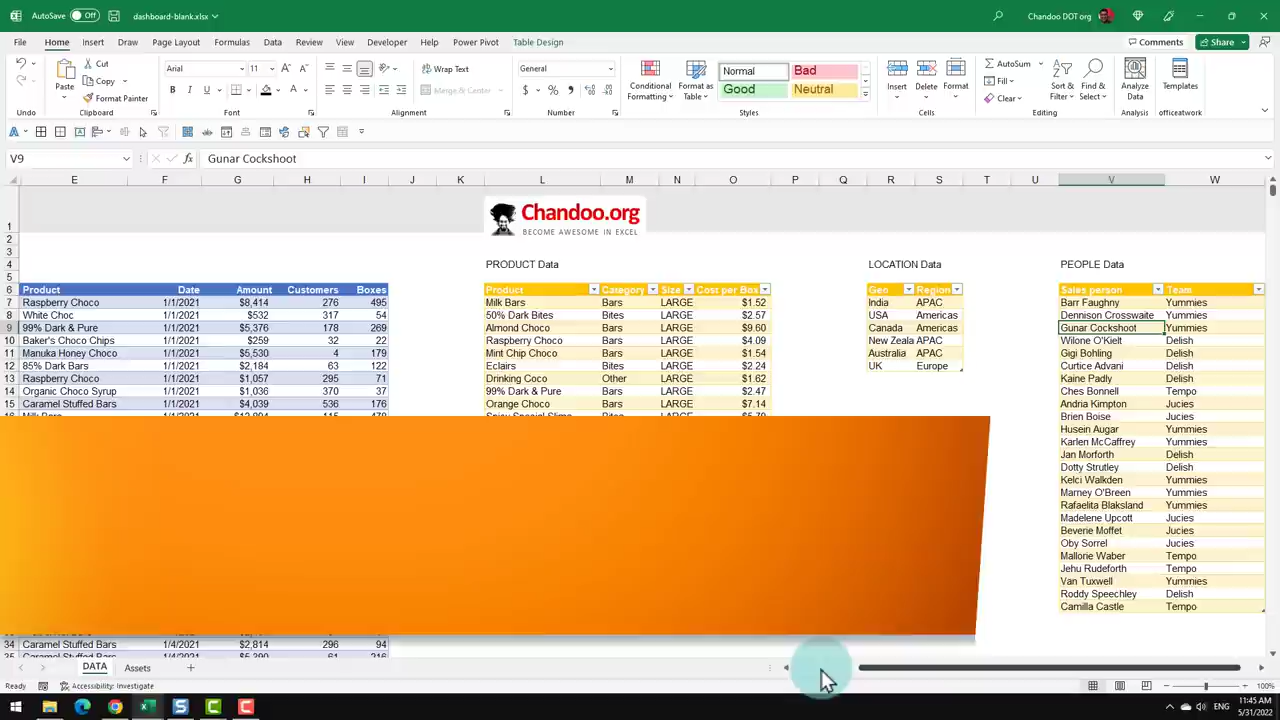 AutoSave Off dashboard-blank.xlsx Chandoo DOT org
File Home Insert Draw Page Layout Formulas Data Review View Developer Help Power Pivot Table Design Comments Share
Paste Cut Copy Format Painter
Arial 11
B I U
Wrap Text
Merge & Center
General
Conditional Formatting Format as Table
Normal Bad
Good Neutral
Insert Delete Format
AutoSum Fill Clear
Sort & Filter Find & Select
Analyze Data
Templates
Undo Clipboard Font Alignment Number Styles Cells Editing Analysis officeatwork
V9 fx Gunar Cockshoot
E F G H I J K L M N O P Q R S T U V W
1 Chandoo.org
2 BECOME AWESOME IN EXCEL
3
4 PRODUCT Data LOCATION Data PEOPLE Data
5
6 Product Date Amount Customers Boxes Product Category Size Cost per Box Geo Region Sales person Team
7 Raspberry Choco 1/1/2021 $8,414 276 495 Milk Bars Bars LARGE $1.52 India APAC Barr Faughny Yummies
8 White Choc 1/1/2021 $532 317 54 50% Dark Bites Bites LARGE $2.57 USA Americas Dennison Crosswaite Yummies
9 99% Dark & Pure 1/1/2021 $5,376 178 269 Almond Choco Bars LARGE $9.60 Canada Americas Gunar Cockshoot Yummies
10 Baker's Choco Chips 1/1/2021 $259 32 22 Raspberry Choco Bars LARGE $4.09 New Zeala APAC Wilone O'Kielt Delish
11 Manuka Honey Choco 1/1/2021 $5,530 4 179 Mint Chip Choco Bars LARGE $1.54 Australia APAC Gigi Bohling Delish
12 85% Dark Bars 1/1/2021 $2,184 63 122 Eclairs Bites LARGE $2.24 UK Europe Curtice Advani Delish
13 Raspberry Choco 1/1/2021 $1,057 295 71 Drinking Coco Other LARGE $1.62 Kaine Padly Delish
14 Organic Choco Syrup 1/1/2021 $1,036 370 37 99% Dark & Pure Bars LARGE $2.47 Ches Bonnell Tempo
15 Caramel Stuffed Bars 1/1/2021 $4,039 536 176 Orange Choco Bars LARGE $7.14 Andria Kimpton Jucies
Brien Boise Jucies
Husein Augar Yummies
Karlen McCaffrey Yummies
Jan Morforth Delish
Dotty Strutley Delish
Kelci Walkden Yummies
Marney O'Breen Yummies
Rafaelita Blaksland Yummies
Madelene Upcott Jucies
Beverie Moffet Jucies
Oby Sorrel Jucies
Mallorie Waber Tempo
Jehu Rudeforth Tempo
Van Tuxwell Yummies
Roddy Speechley Delish
Camilla Castle Tempo
34 Caramel Stuffed Bars 1/4/2021 $2,814 296 94
DATA Assets
Ready Accessibility: Investigate 100%
ENG 11:45 AM
5/31/2022